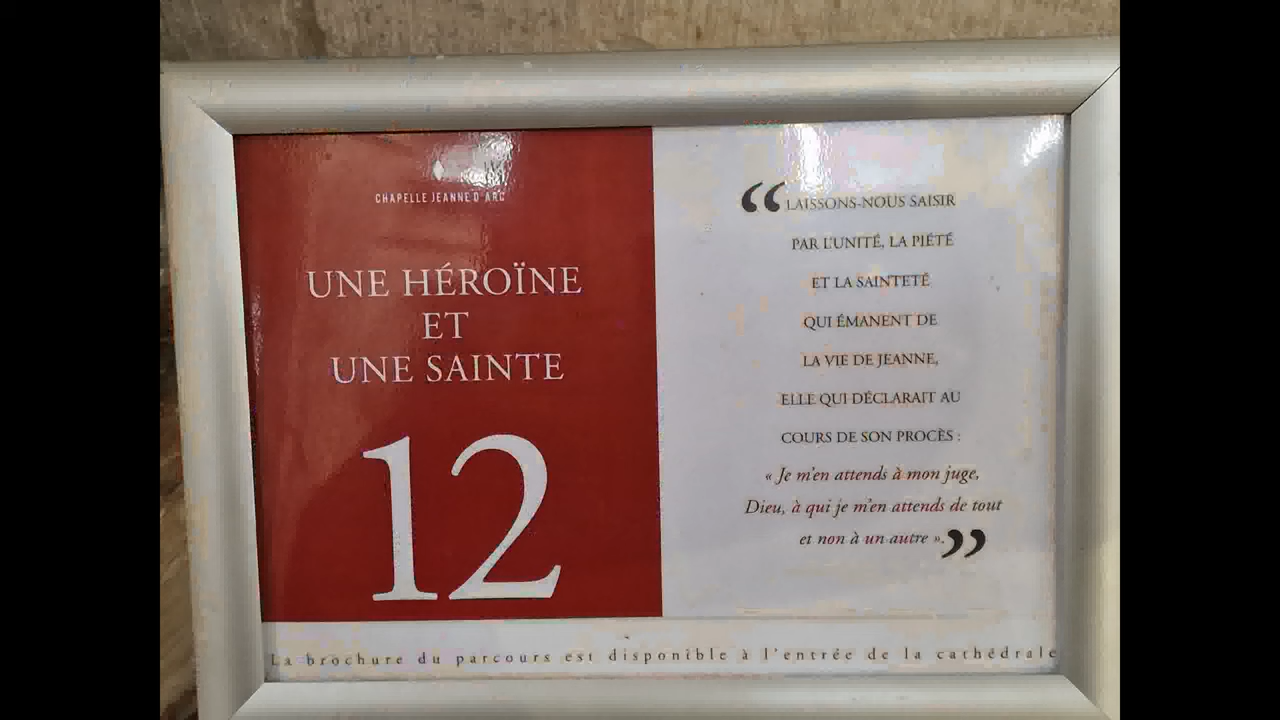 CHAPELLE JEANNE D'ARC
UNE HÉROÏNE
ET
UNE SAINTE
12
“ LAISSONS-NOUS SAISIR
PAR L'UNITÉ, LA PIÉTÉ
ET LA SAINTETÉ
QUI ÉMANENT DE
LA VIE DE JEANNE,
ELLE QUI DÉCLARAIT AU
COURS DE SON PROCÈS :
« Je m'en attends à mon juge,
Dieu, à qui je m'en attends de tout
et non à un autre ». ”
La brochure du parcours est disponible à l'entrée de la cathédrale